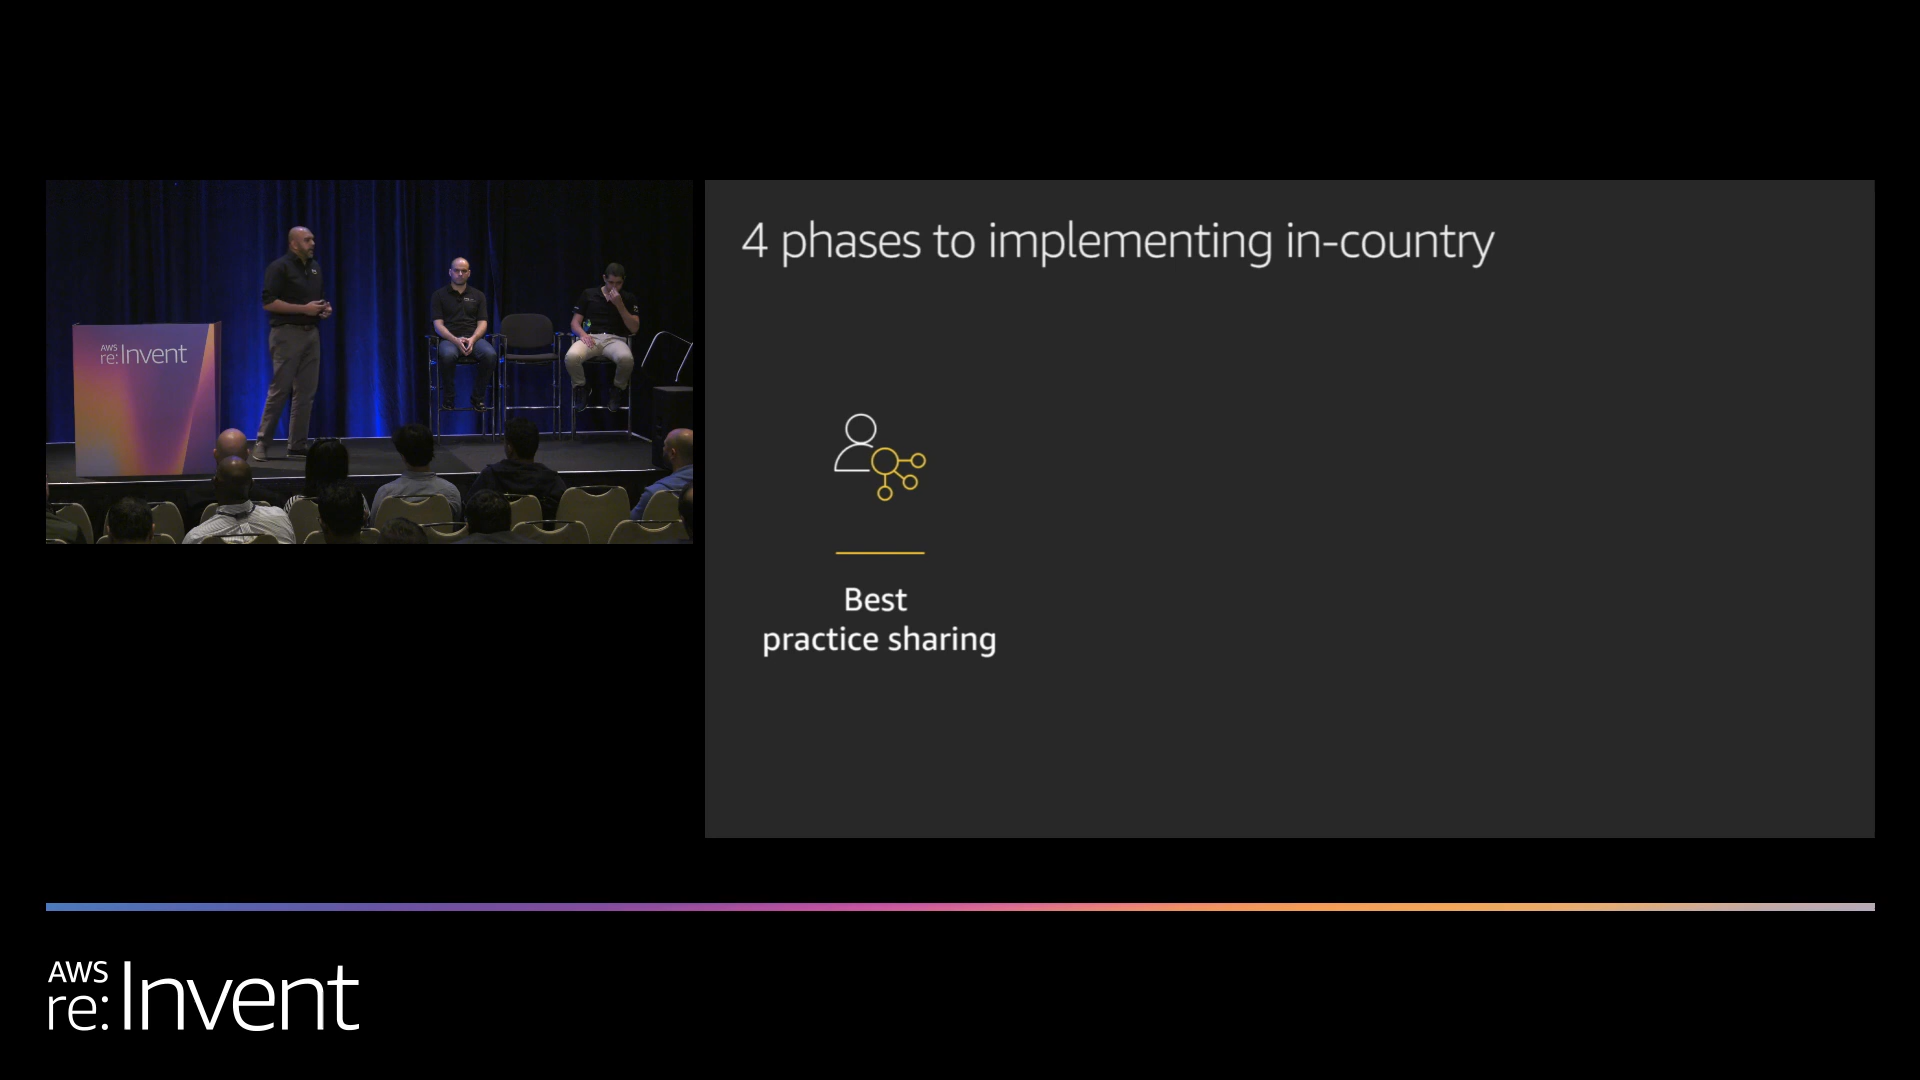 AWS
re:Invent
4 phases to implementing in-country
Best
practice sharing
AWS
re:Invent